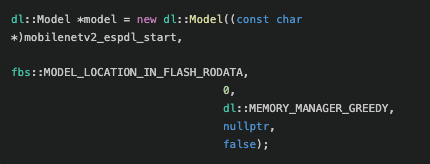 dl::Model *model = new dl::Model((const char
*)mobilenetv2_espdl_start,
fbs::MODEL_LOCATION_IN_FLASH_RODATA,
0,
dl::MEMORY_MANAGER_GREEDY,
nullptr,
false);